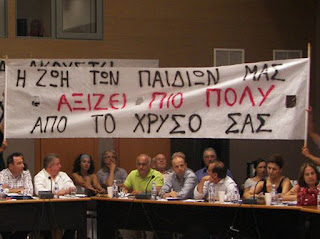 Η ΖΩΗ ΤΩΝ ΠΑΙΔΙΩΝ ΜΑΣ
ΑΞΙΖΕΙ ΠΙΟ ΠΟΛΥ
ΑΠΟ ΤΟ ΧΡΥΣΟ ΣΑΣ